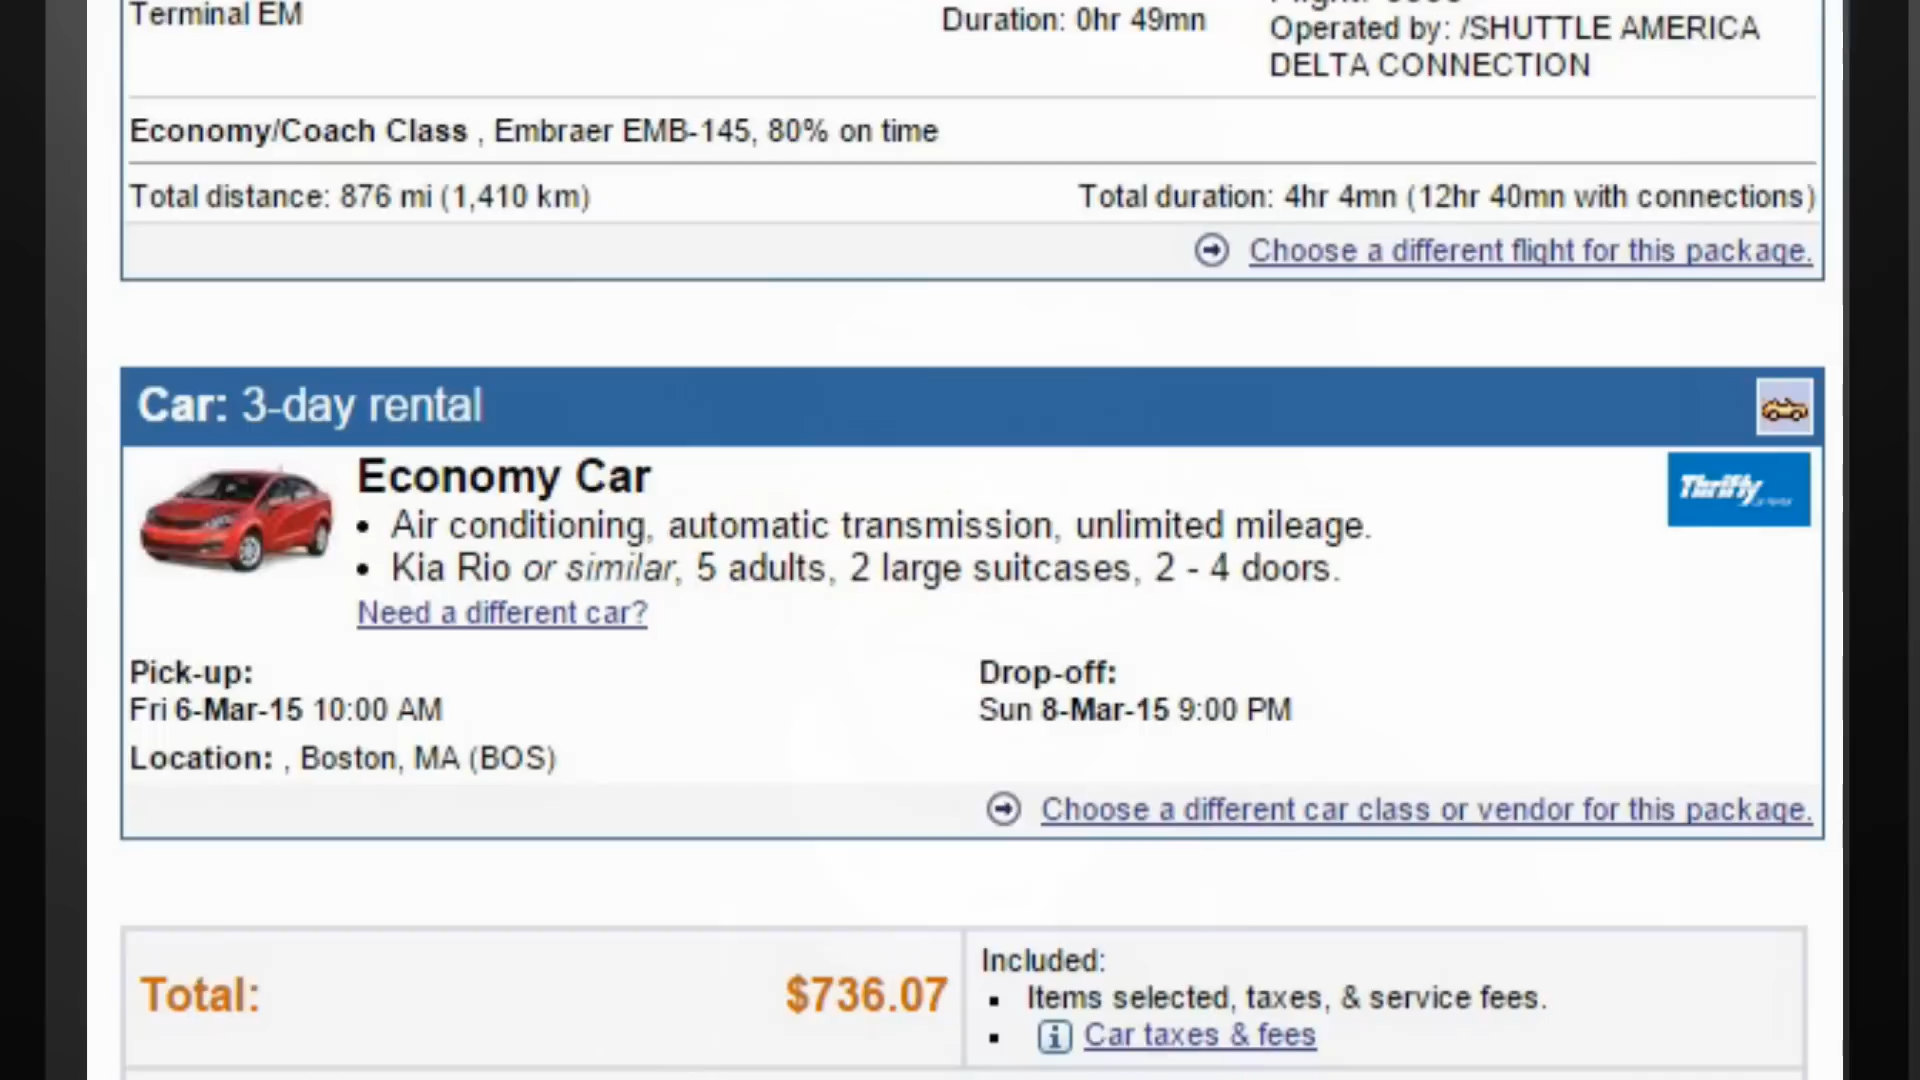 Terminal EM
Duration: 0hr 49mn
Operated by: /SHUTTLE AMERICA
DELTA CONNECTION
Economy/Coach Class , Embraer EMB-145, 80% on time
Total distance: 876 mi (1,410 km)
Total duration: 4hr 4mn (12hr 40mn with connections)
Choose a different flight for this package.
Car: 3-day rental
Economy Car
Thrifty
• Air conditioning, automatic transmission, unlimited mileage.
• Kia Rio or similar, 5 adults, 2 large suitcases, 2 - 4 doors.
Need a different car?
Pick-up:
Fri 6-Mar-15 10:00 AM
Location: , Boston, MA (BOS)
Drop-off:
Sun 8-Mar-15 9:00 PM
Choose a different car class or vendor for this package.
Total: $736.07
Included:
▪ Items selected, taxes, & service fees.
▪ i Car taxes & fees